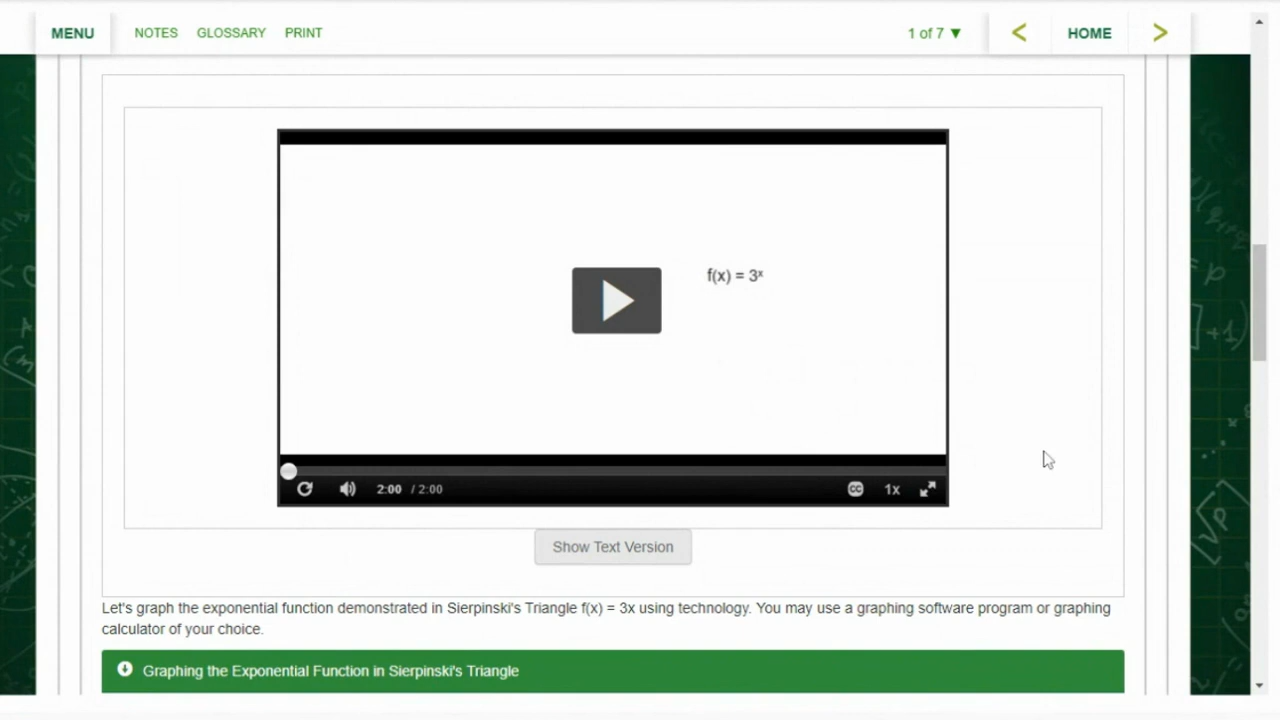 MENU NOTES GLOSSARY PRINT 1 of 7 ▼ < HOME >
f(x) = 3ˣ
2:00 / 2:00 CC 1x
Show Text Version
Let's graph the exponential function demonstrated in Sierpinski's Triangle f(x) = 3x using technology. You may use a graphing software program or graphing
calculator of your choice.
Graphing the Exponential Function in Sierpinski's Triangle